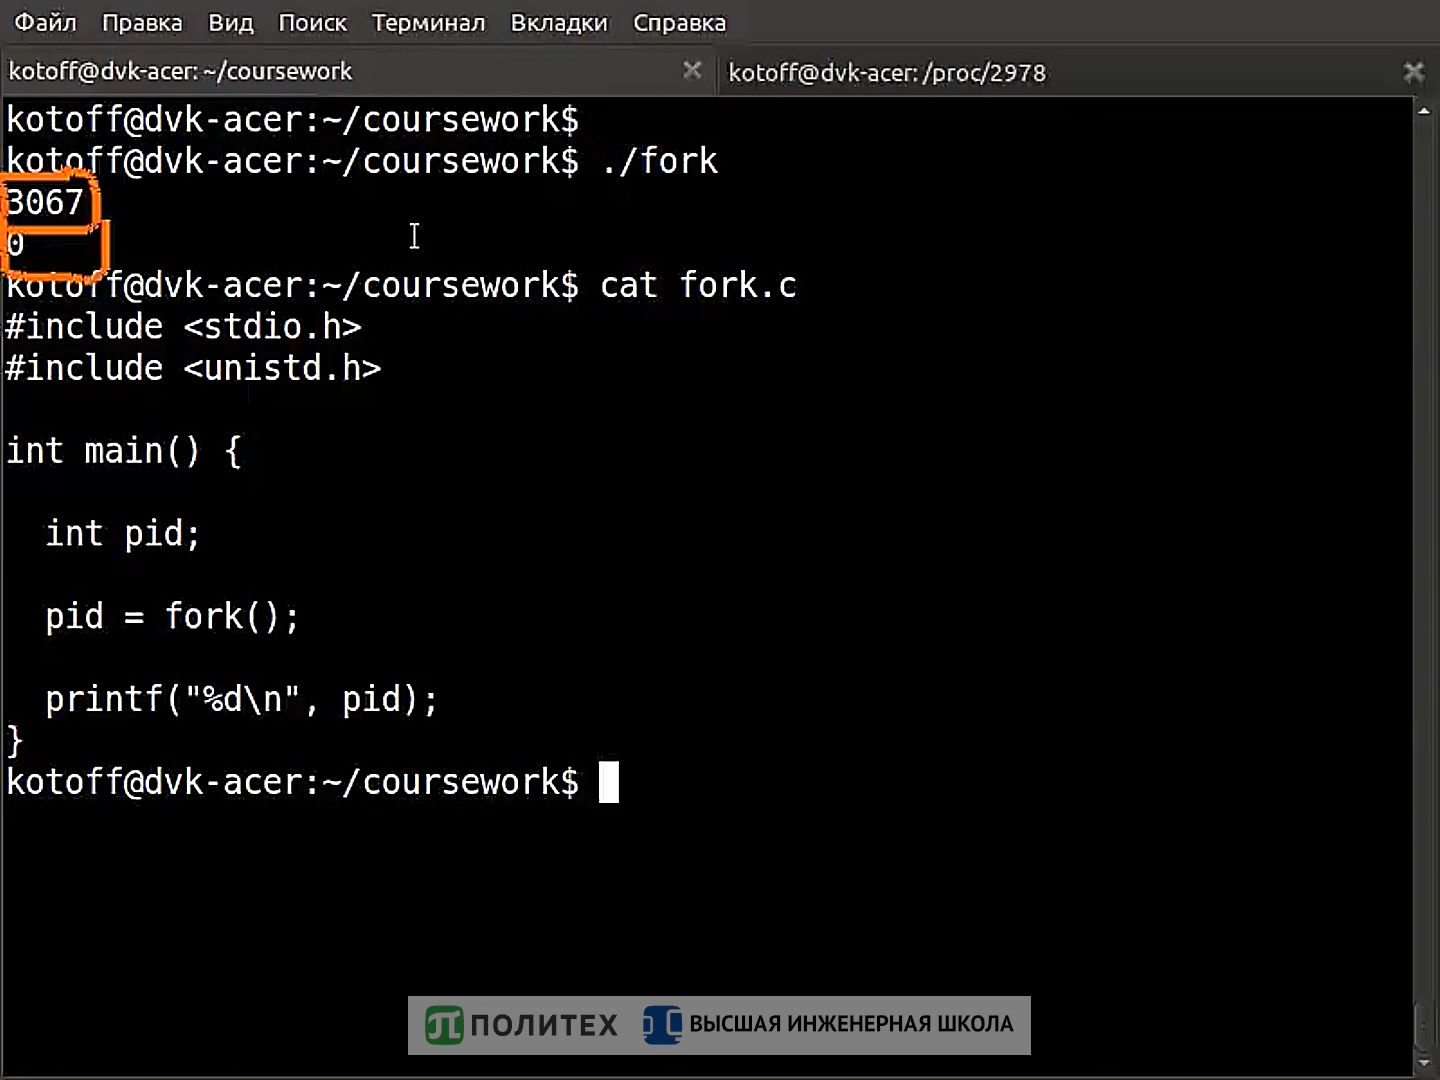 Файл Правка Вид Поиск Терминал Вкладки Справка
kotoff@dvk-acer: ~/coursework
kotoff@dvk-acer: /proc/2978
kotoff@dvk-acer:~/coursework$
kotoff@dvk-acer:~/coursework$ ./fork
3067
0
kotoff@dvk-acer:~/coursework$ cat fork.c
#include <stdio.h>
#include <unistd.h>
int main() {
int pid;
pid = fork();
printf("%d\n", pid);
}
kotoff@dvk-acer:~/coursework$
ПОЛИТЕХ ВЫСШАЯ ИНЖЕНЕРНАЯ ШКОЛА